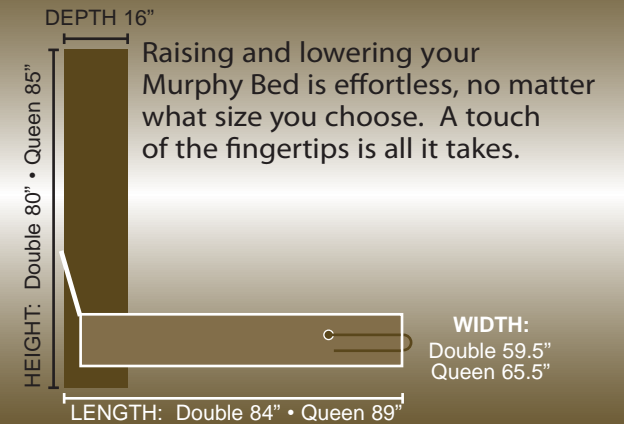 DEPTH 16”
Raising and lowering your
Murphy Bed is effortless, no matter
what size you choose.  A touch
of the fingertips is all it takes.
HEIGHT:  Double 80” • Queen 85”
WIDTH:
Double 59.5”
Queen 65.5”
LENGTH:  Double 84” • Queen 89”